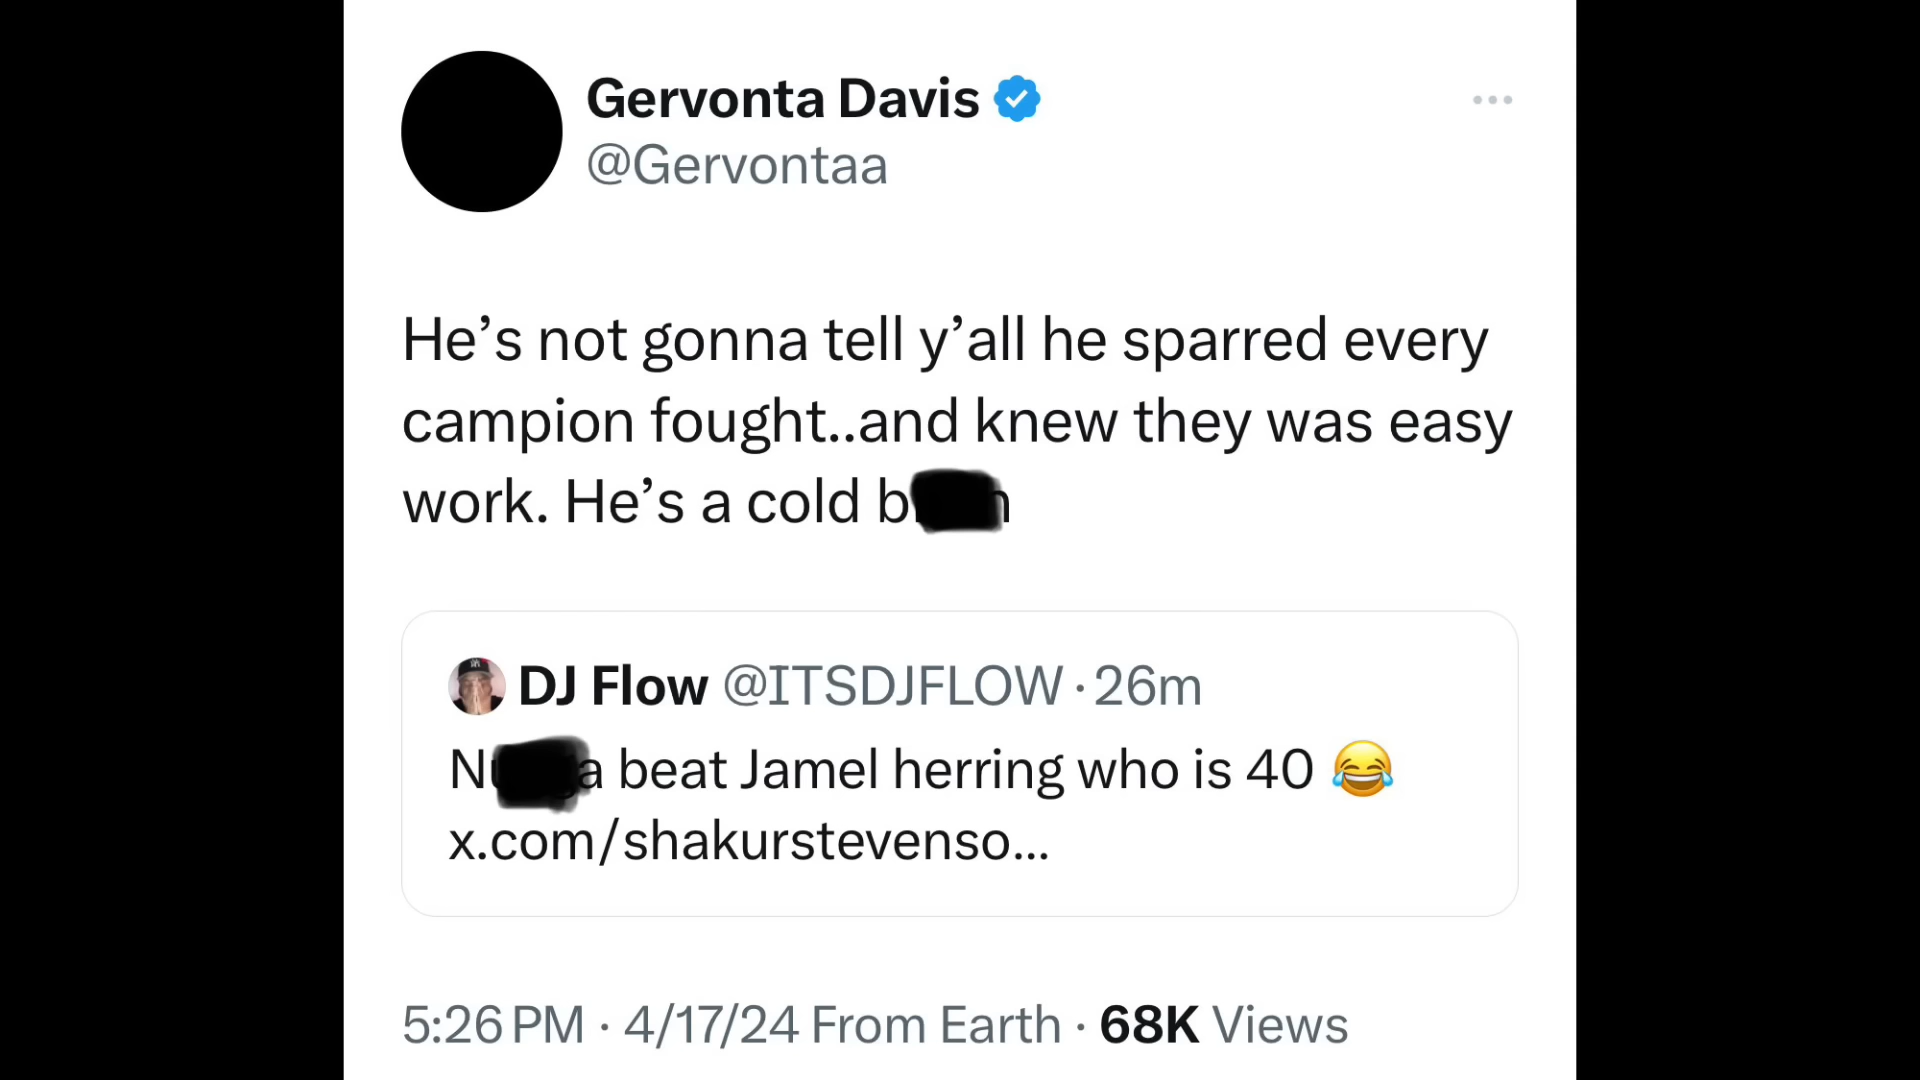 Gervonta Davis
@Gervontaa
He’s not gonna tell y’all he sparred every
campion fought..and knew they was easy
work. He’s a cold
DJ Flow @ITSDJFLOW · 26m
beat Jamel herring who is 40 😂
x.com/shakurstevenso...
5:26 PM · 4/17/24 From Earth · 68K Views